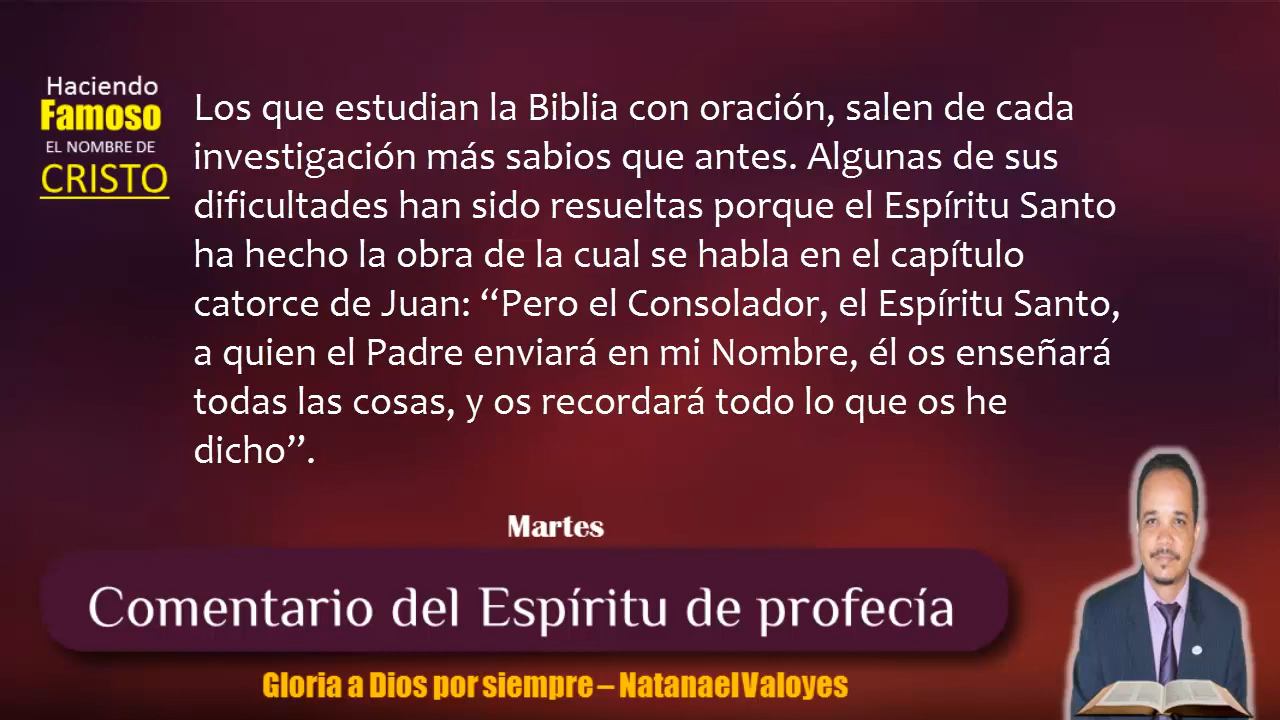 Haciendo
Famoso
EL NOMBRE DE
CRISTO
Los que estudian la Biblia con oración, salen de cada
investigación más sabios que antes. Algunas de sus
dificultades han sido resueltas porque el Espíritu Santo
ha hecho la obra de la cual se habla en el capítulo
catorce de Juan: “Pero el Consolador, el Espíritu Santo,
a quien el Padre enviará en mi Nombre, él os enseñará
todas las cosas, y os recordará todo lo que os he
dicho”.
Martes
Comentario del Espíritu de profecía
Gloria a Dios por siempre – Natanael Valoyes